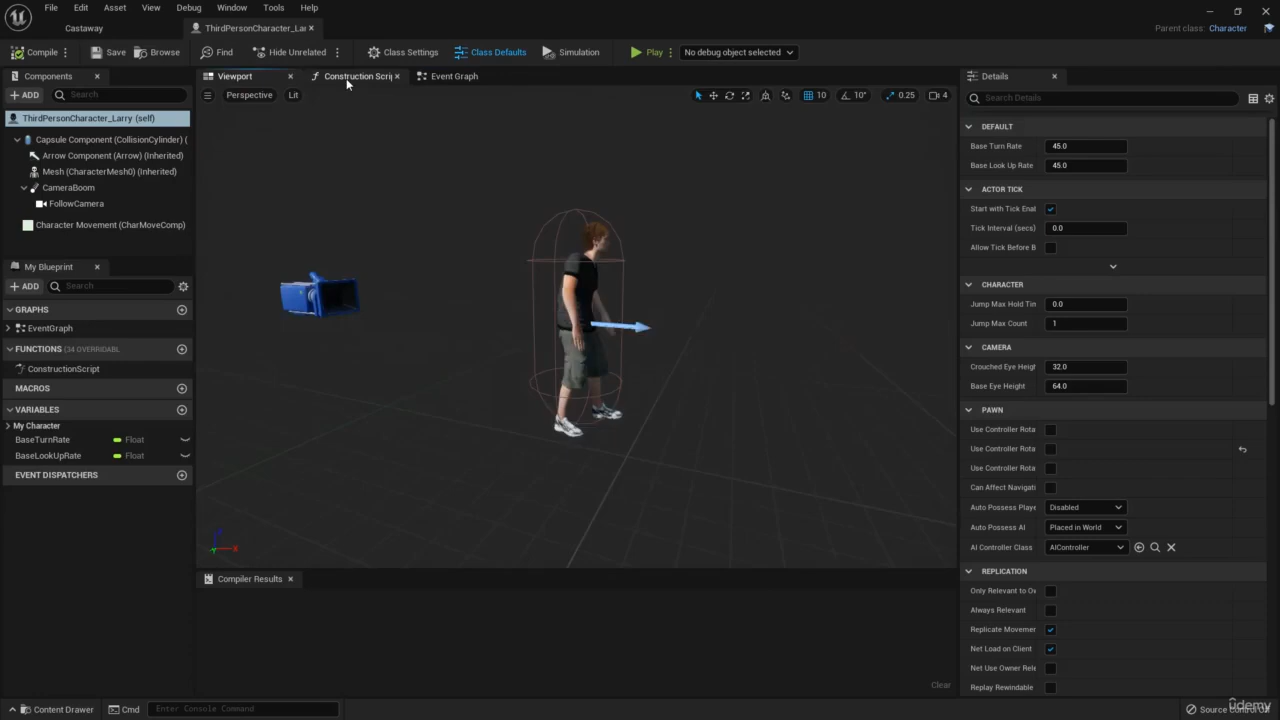 File Edit Asset View Debug Window Tools Help
Castaway
ThirdPersonCharacter_Lar
Parent class: Character
Compile
Save
Browse
Find
Hide Unrelated
Class Settings
Class Defaults
Simulation
Play
No debug object selected
Components
Viewport
Construction Scrip
Event Graph
Details
ADD
Search
Perspective
Lit
10
10°
0.25
4
Search Details
ThirdPersonCharacter_Larry (self)
Capsule Component (CollisionCylinder) (
Arrow Component (Arrow) (Inherited)
Mesh (CharacterMesh0) (Inherited)
CameraBoom
FollowCamera
Character Movement (CharMoveComp)
My Blueprint
ADD
Search
GRAPHS
EventGraph
FUNCTIONS (34 OVERRIDABL
ConstructionScript
MACROS
VARIABLES
My Character
BaseTurnRate Float
BaseLookUpRate Float
EVENT DISPATCHERS
DEFAULT
Base Turn Rate 45.0
Base Look Up Rate 45.0
ACTOR TICK
Start with Tick Enal
Tick Interval (secs) 0.0
Allow Tick Before B
CHARACTER
Jump Max Hold Tin 0.0
Jump Max Count 1
CAMERA
Crouched Eye Heigh 32.0
Base Eye Height 64.0
PAWN
Use Controller Rota
Use Controller Rota
Use Controller Rota
Can Affect Navigati
Auto Possess Playe Disabled
Auto Possess AI Placed in World
AI Controller Class AIController
REPLICATION
Only Relevant to Ow
Always Relevant
Replicate Movemer
Net Load on Client
Net Use Owner Rele
Replay Rewindable
Compiler Results
Clear
Content Drawer
Cmd
Enter Console Command
Source Control Off
udemy